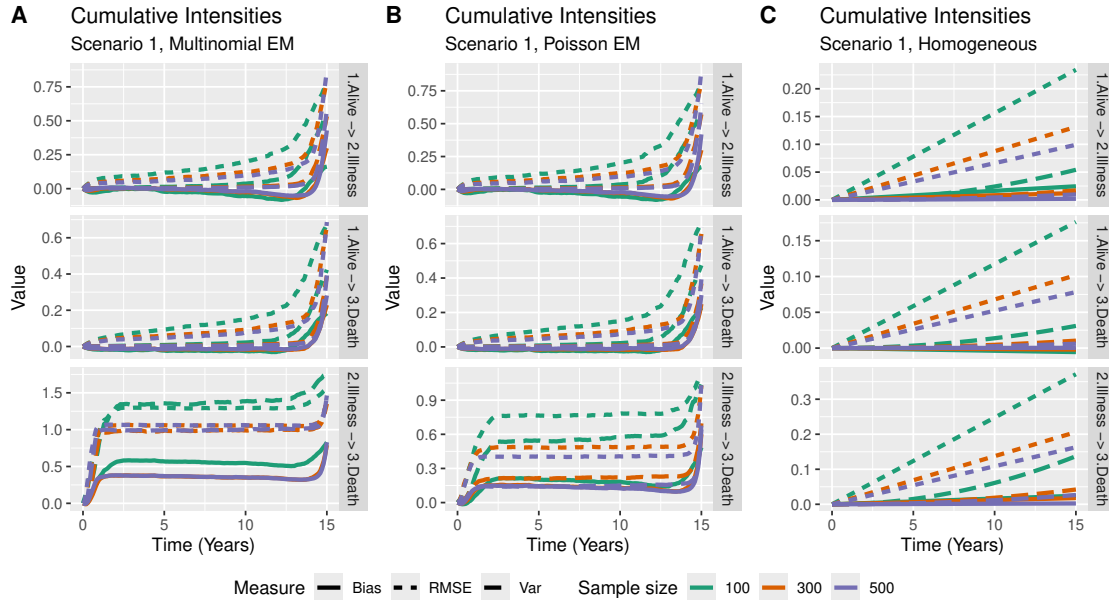 A
Cumulative Intensities
Scenario 1, Multinomial EM
B
Cumulative Intensities
Scenario 1, Poisson EM
C
Cumulative Intensities
Scenario 1, Homogeneous
Value
0.75
0.50
0.25
0.00
1.Alive −> 2.Illness
0.6
0.4
0.2
0.0
1.Alive −> 3.Death
1.5
1.0
0.5
0.0
2.Illness −> 3.Death
0
5
10
15
Time (Years)
Value
0.75
0.50
0.25
0.00
1.Alive −> 2.Illness
0.6
0.4
0.2
0.0
1.Alive −> 3.Death
0.9
0.6
0.3
0.0
2.Illness −> 3.Death
0
5
10
15
Time (Years)
Value
0.20
0.15
0.10
0.05
0.00
1.Alive −> 2.Illness
0.15
0.10
0.05
0.00
1.Alive −> 3.Death
0.3
0.2
0.1
0.0
2.Illness −> 3.Death
0
5
10
15
Time (Years)
Measure Bias RMSE Var Sample size 100 300 500